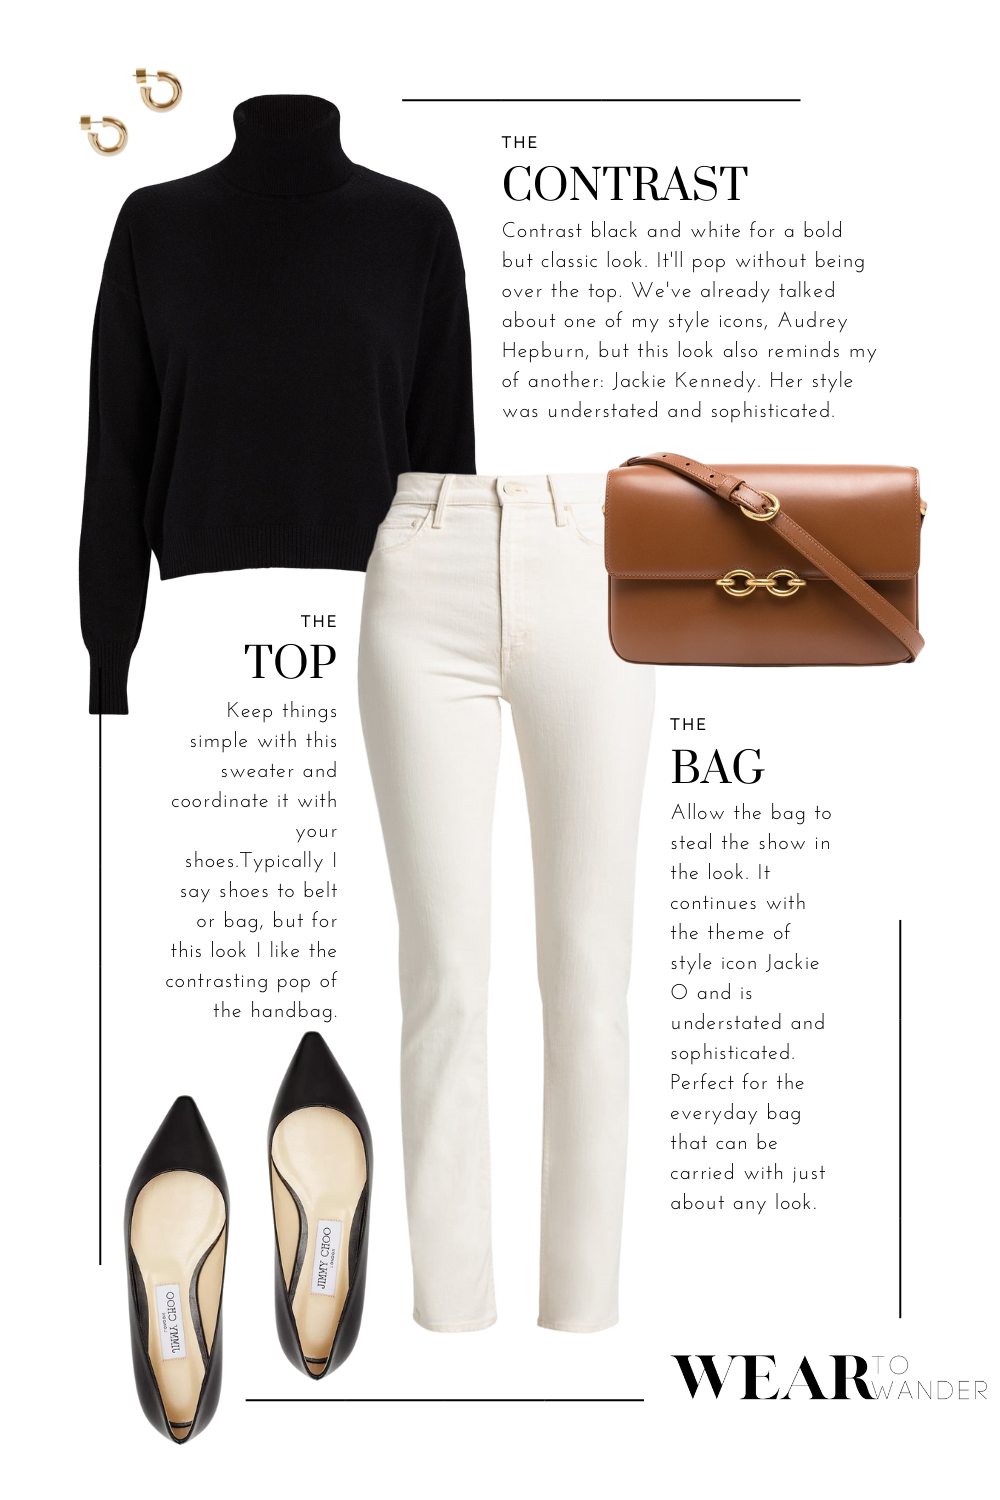 THE
CONTRAST
Contrast black and white for a bold
but classic look. It'll pop without being
over the top. We've already talked
about one of my style icons, Audrey
Hepburn, but this look also reminds my
of another: Jackie Kennedy. Her style
was understated and sophisticated.
THE
TOP
Keep things
simple with this
sweater and
coordinate it with
your
shoes.Typically I
say shoes to belt
or bag, but for
this look I like the
contrasting pop of
the handbag.
THE
BAG
Allow the bag to
steal the show in
the look. It
continues with
the theme of
style icon Jackie
O and is
understated and
sophisticated.
Perfect for the
everyday bag
that can be
carried with just
about any look.
JIMMY CHOO
LONDON
JIMMY CHOO
LONDON
WEAR TO
WANDER